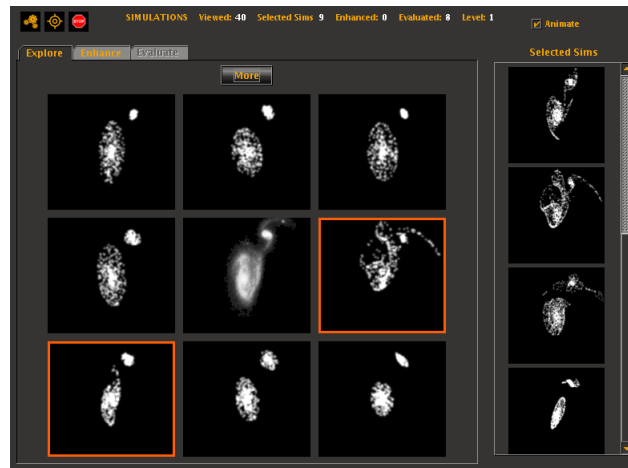 SIMULATIONS Viewed: 40 Selected Sims 9 Enhanced: 0 Evaluated: 8 Level: 1
Animate
STOP
Explore Enhance Evaluate
Selected Sims
More